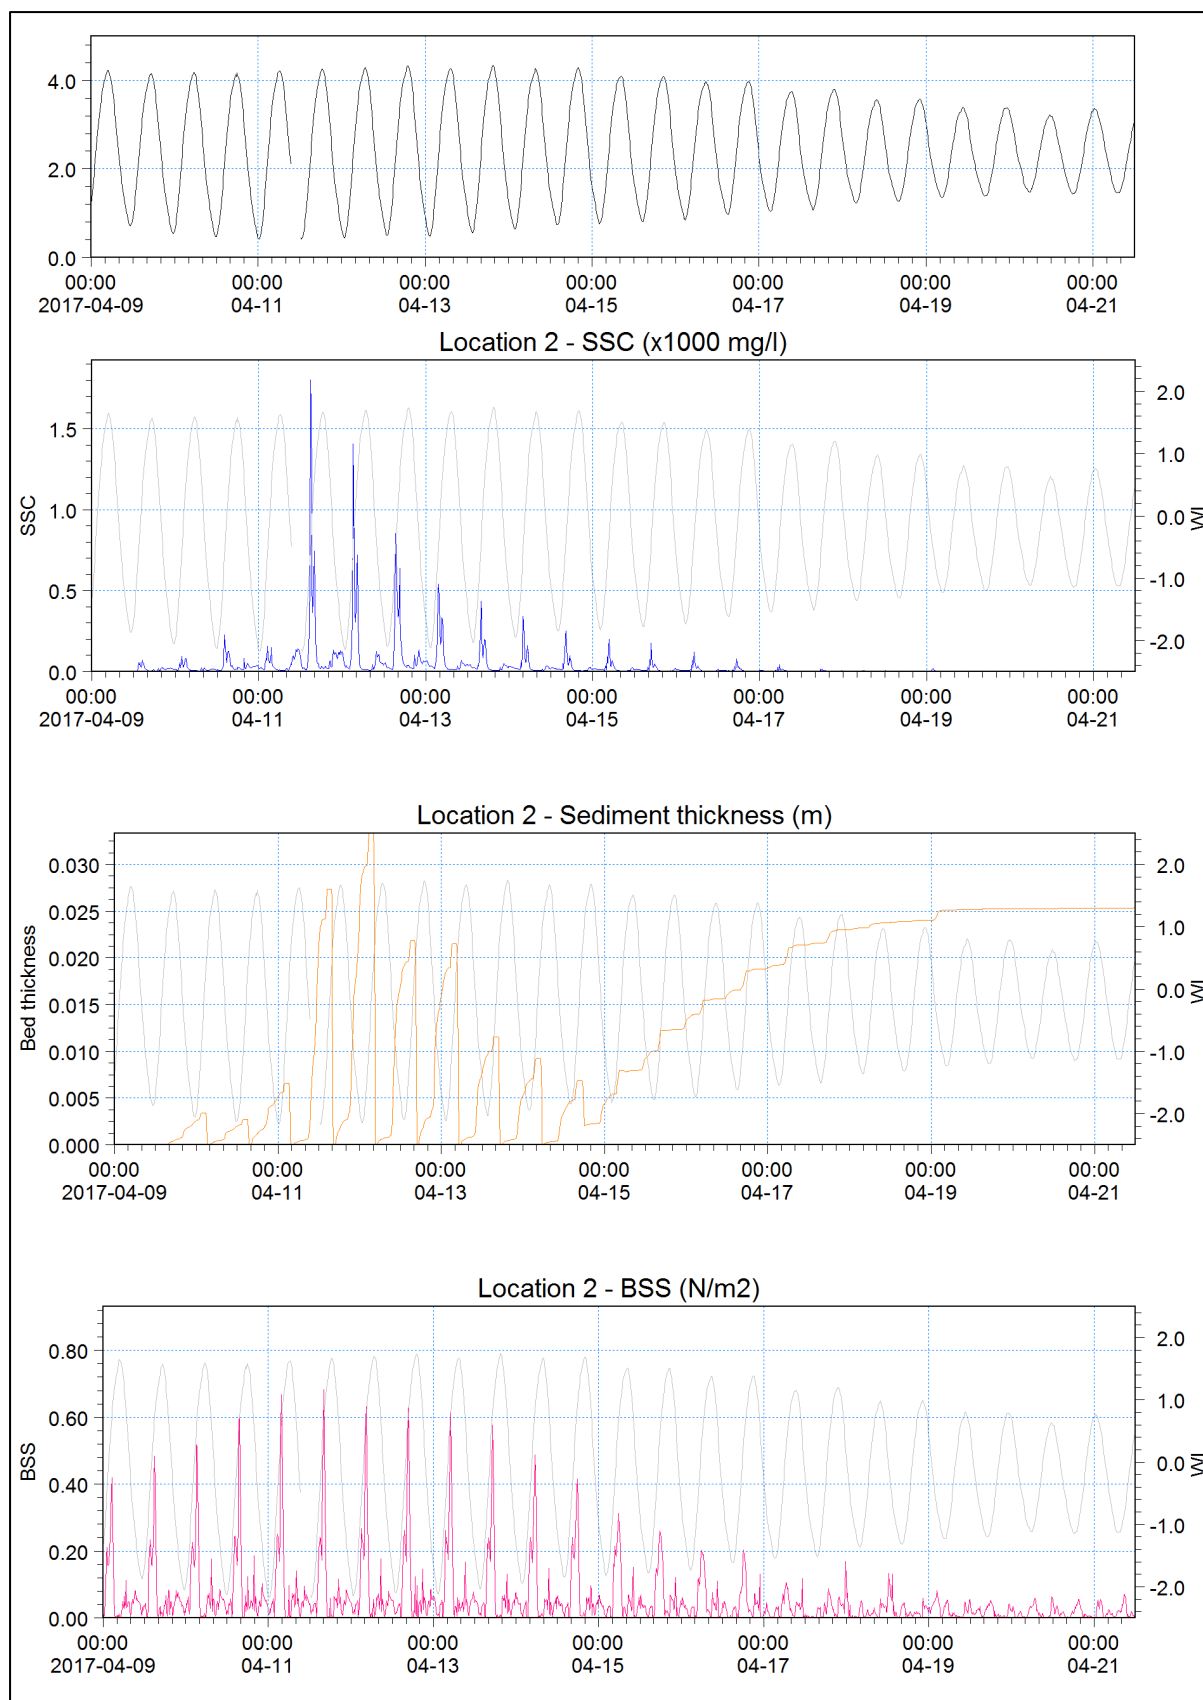 4.0
2.0
0.0
00:00 00:00 00:00 00:00 00:00 00:00 00:00
2017-04-09 04-11 04-13 04-15 04-17 04-19 04-21
Location 2 - SSC (x1000 mg/l)
SSC
1.5
1.0
0.5
0.0
2.0
1.0
0.0
-1.0
-2.0
WL
00:00 00:00 00:00 00:00 00:00 00:00 00:00
2017-04-09 04-11 04-13 04-15 04-17 04-19 04-21
Location 2 - Sediment thickness (m)
Bed thickness
0.030
0.025
0.020
0.015
0.010
0.005
0.000
2.0
1.0
0.0
-1.0
-2.0
WL
00:00 00:00 00:00 00:00 00:00 00:00 00:00
2017-04-09 04-11 04-13 04-15 04-17 04-19 04-21
Location 2 - BSS (N/m2)
BSS
0.80
0.60
0.40
0.20
0.00
2.0
1.0
0.0
-1.0
-2.0
WL
00:00 00:00 00:00 00:00 00:00 00:00 00:00
2017-04-09 04-11 04-13 04-15 04-17 04-19 04-21